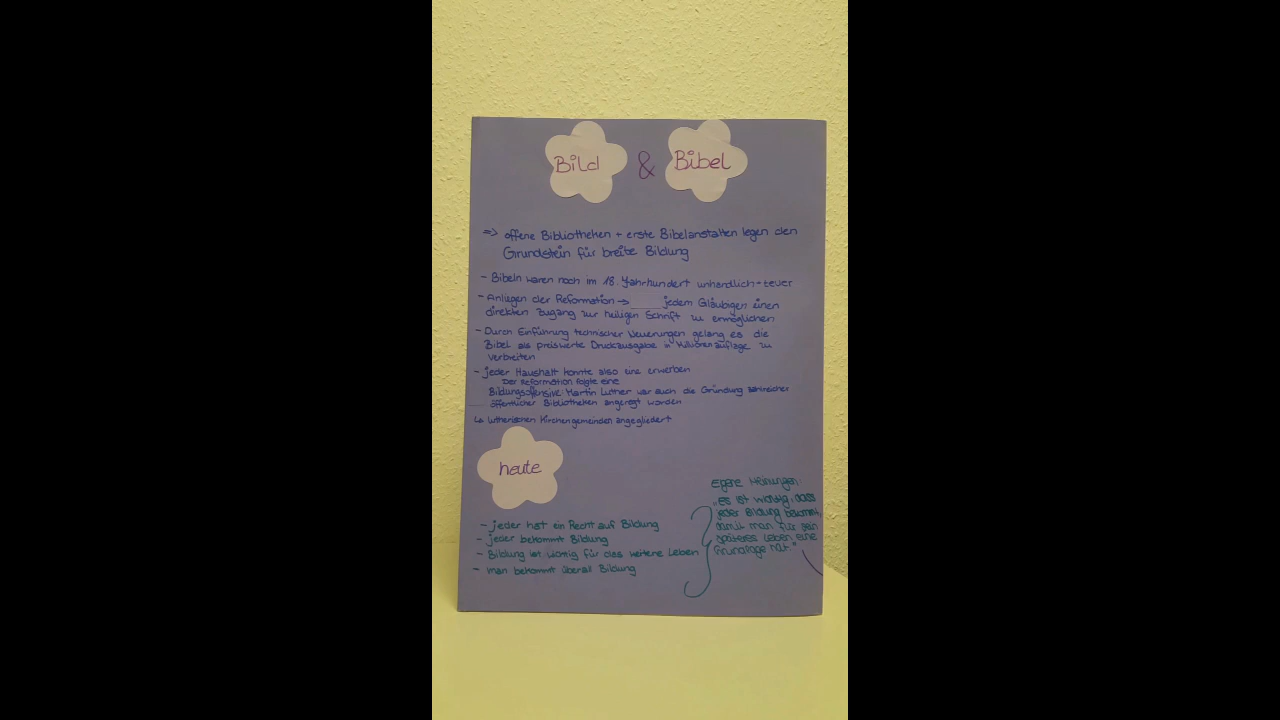 Bild & Bibel
=> offene Bibliotheken + erste Bibelanstalten legen den
Grundstein für breite Bildung
- Bibeln waren noch im 18. Jahrhundert unhandlich + teuer
- Anliegen der Reformation → jedem Gläubigen einen
direkten Zugang zur heiligen Schrift zu ermöglichen
- Durch Einführung technischer Neuerungen gelang es die
Bibel als preiswerte Druckausgabe in Millionenauflage zu
verbreiten
- jeder Haushalt konnte also eine erwerben
Der Reformation folgte eine
Bildungsoffensive. Martin Luther war auch die Gründung zahlreicher
öffentlicher Bibliotheken angeregt worden
↳ lutherischen Kirchengemeinden angegliedert
heute
- jeder hat ein Recht auf Bildung
- jeder bekommt Bildung
- Bildung ist wichtig für das weitere Leben
- man bekommt überall Bildung
Eigene Meinungen:
„Es ist wichtig, dass
jeder Bildung bekommt,
damit man für sein
späteres Leben eine
Grundlage hat."